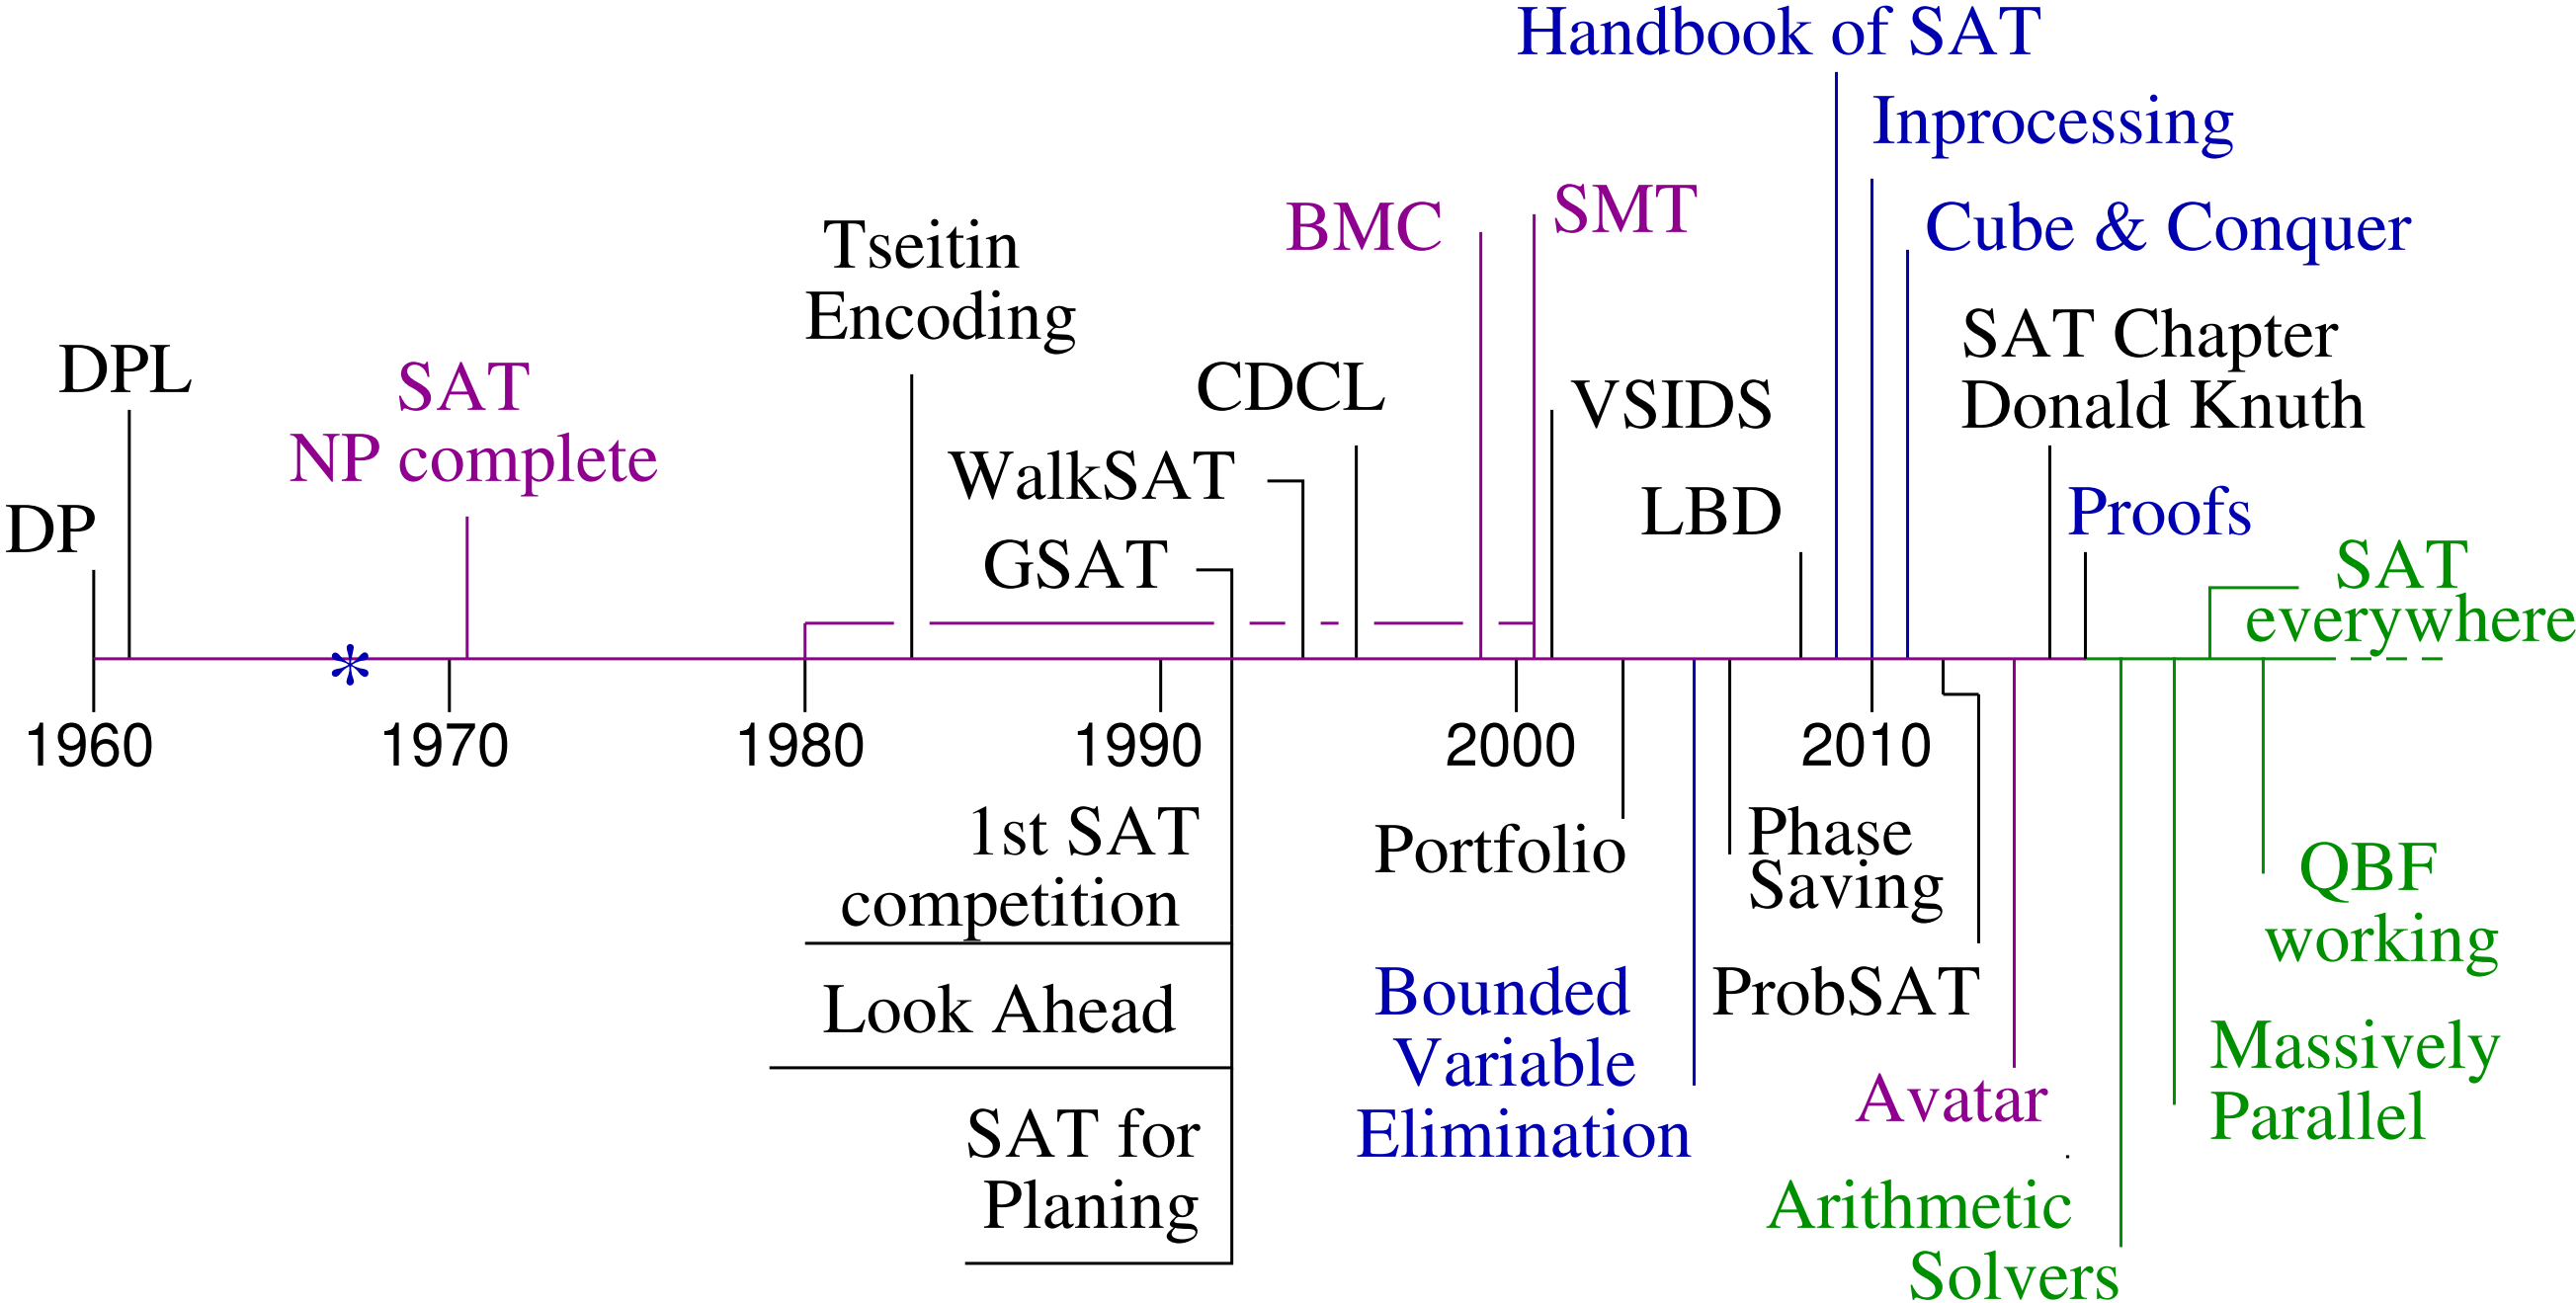 Handbook of SAT
Inprocessing
BMC
SMT
Cube & Conquer
Tseitin
Encoding
SAT Chapter
Donald Knuth
DPL
SAT
NP complete
CDCL
VSIDS
WalkSAT
LBD
Proofs
DP
GSAT
SAT
everywhere
*
1960
1970
1980
1990
2000
2010
1st SAT
competition
Look Ahead
SAT for
Planing
Portfolio
Phase
Saving
Bounded
Variable
Elimination
ProbSAT
Avatar
QBF
working
Massively
Parallel
Arithmetic
Solvers